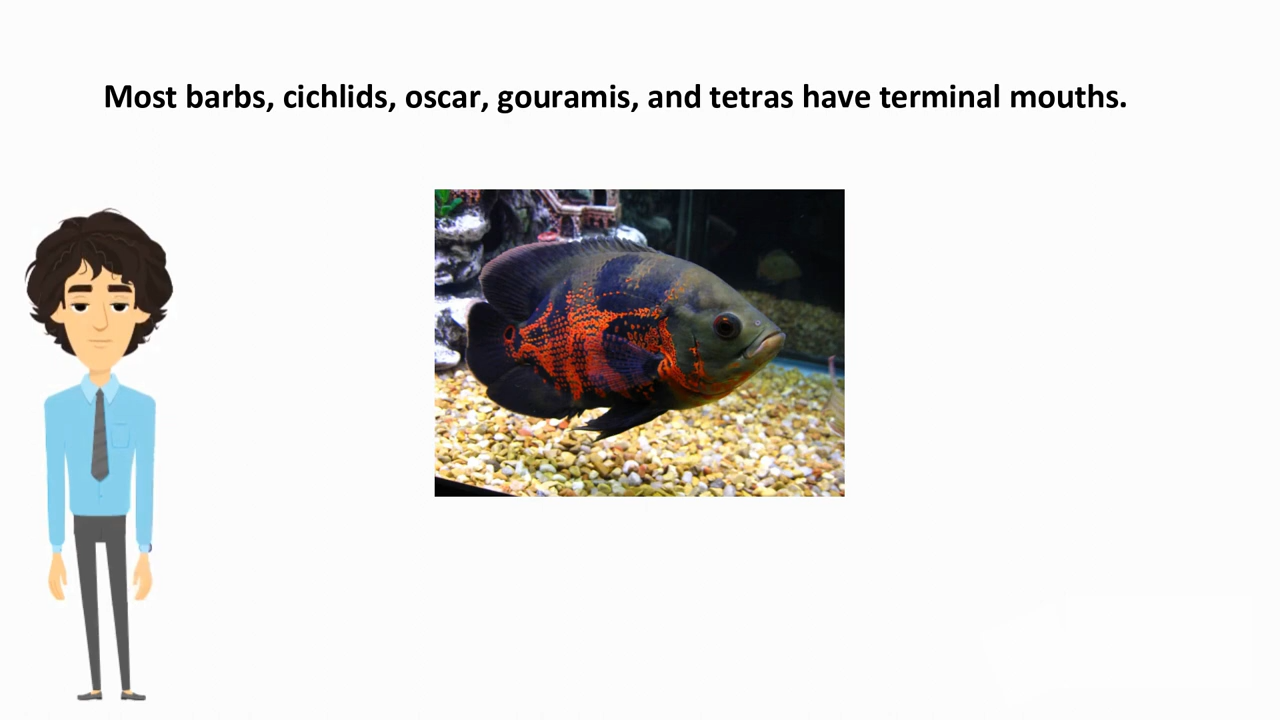 Most barbs, cichlids, oscar, gouramis, and tetras have terminal mouths.